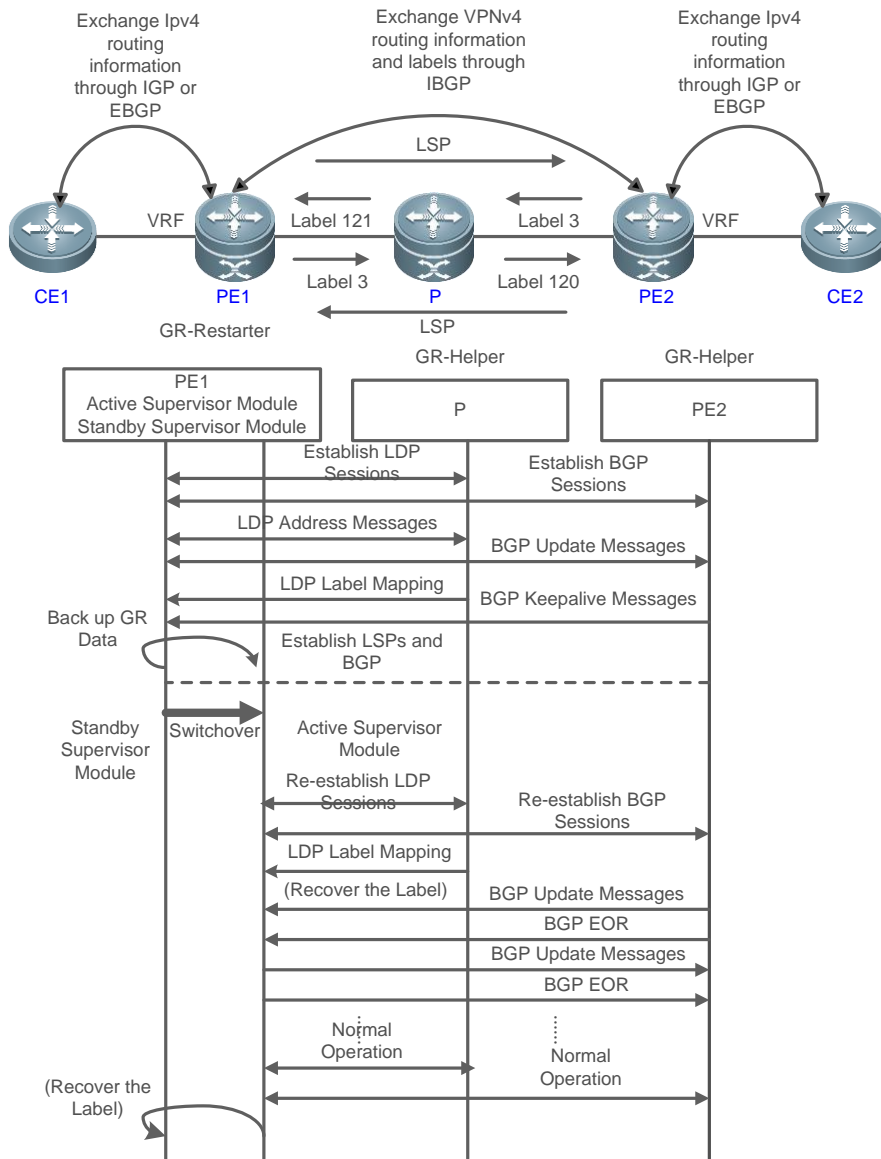 Exchange Ipv4
routing
information
through IGP or
EBGP
Exchange VPNv4
routing information
and labels through
IBGP
Exchange Ipv4
routing
information
through IGP or
EBGP
LSP
VRF
Label 121
Label 3
VRF
Label 3
Label 120
CE1
PE1
P
PE2
CE2
LSP
GR-Restarter
GR-Helper
GR-Helper
PE1
Active Supervisor Module
Standby Supervisor Module
P
PE2
Establish LDP
Sessions
Establish BGP
Sessions
LDP Address Messages
BGP Update Messages
LDP Label Mapping
BGP Keepalive Messages
Back up GR
Data
Establish LSPs and
BGP
Standby
Supervisor
Module
Switchover
Active Supervisor
Module
Re-establish LDP
Sessions
Re-establish BGP
Sessions
LDP Label Mapping
(Recover the Label)
BGP Update Messages
BGP EOR
BGP Update Messages
BGP EOR
Normal
Operation
Normal
Operation
(Recover the
Label)